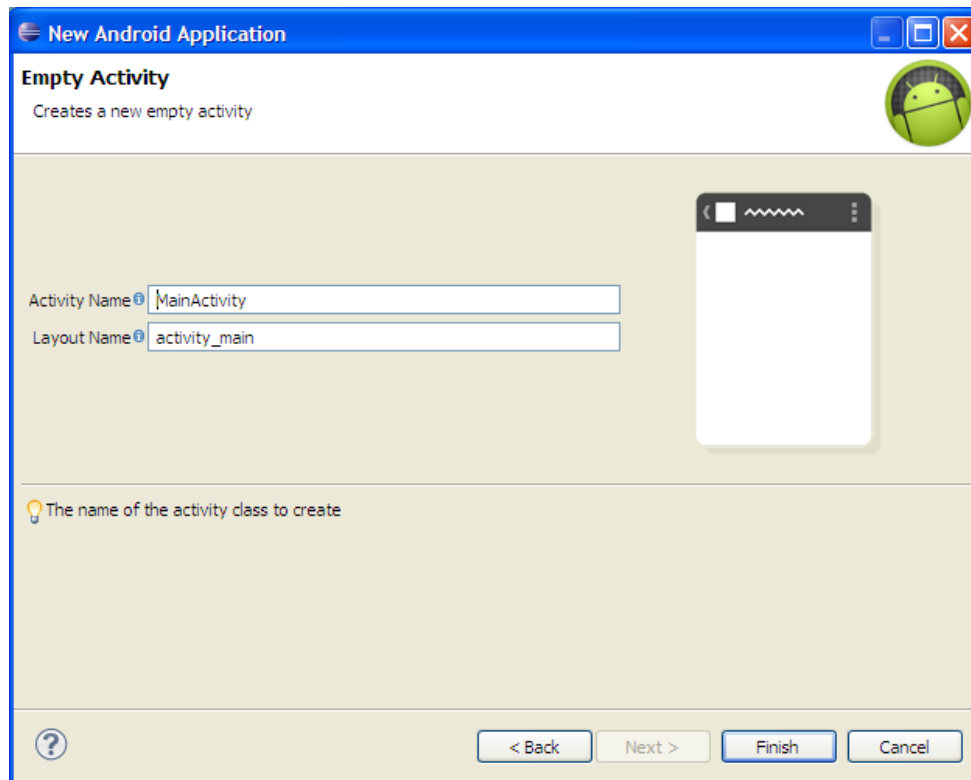 New Android Application
Empty Activity
Creates a new empty activity
Activity Name MainActivity
Layout Name activity_main
The name of the activity class to create
< Back Next > Finish Cancel